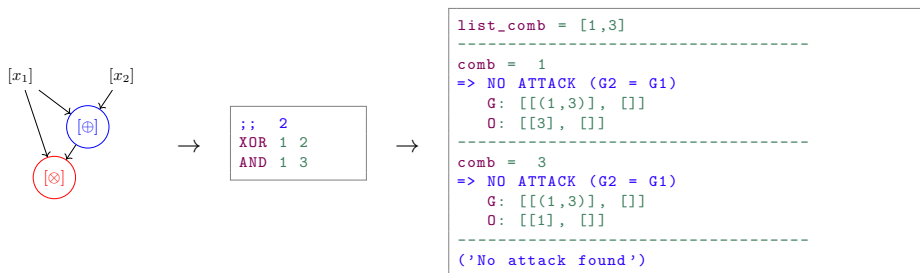 [x1] [x2]
[⊕]
[⊗]
→
;; 2
XOR 1 2
AND 1 3
→
list_comb = [1,3]
---------------------------------
comb = 1
=> NO ATTACK (G2 = G1)
G: [[(1,3)], []]
O: [[3], []]
---------------------------------
comb = 3
=> NO ATTACK (G2 = G1)
G: [[(1,3)], []]
O: [[1], []]
---------------------------------
('No attack found')